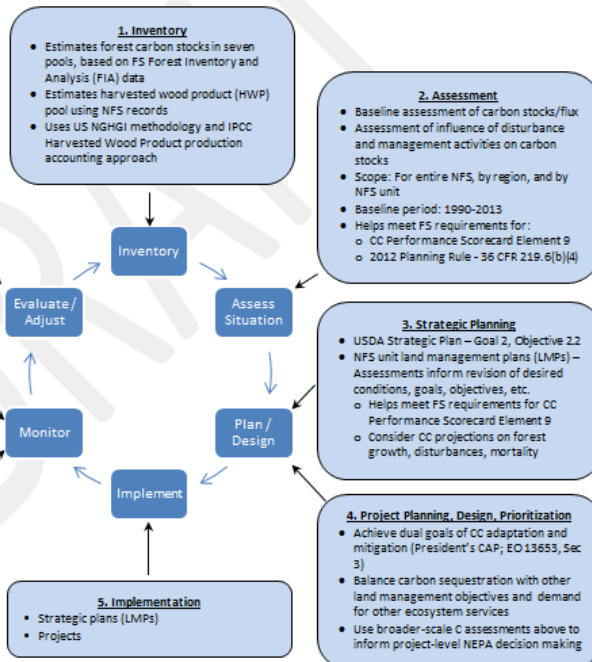 1. Inventory
• Estimates forest carbon stocks in seven
pools, based on FS Forest Inventory and
Analysis (FIA) data
• Estimates harvested wood product (HWP)
pool using NFS records
• Uses US NGHGI methodology and IPCC
Harvested Wood Product production
accounting approach
2. Assessment
• Baseline assessment of carbon stocks/flux
• Assessment of influence of disturbance
and management activities on carbon
stocks
• Scope: For entire NFS, by region, and by
NFS unit
• Baseline period: 1990-2013
• Helps meet FS requirements for:
o CC Performance Scorecard Element 9
o 2012 Planning Rule - 36 CFR 219.6(b)(4)
Inventory
Evaluate /
Adjust
Assess
Situation
Monitor
Plan /
Design
Implement
3. Strategic Planning
• USDA Strategic Plan – Goal 2, Objective 2.2
• NFS unit land management plans (LMPs) –
Assessments inform revision of desired
conditions, goals, objectives, etc.
o Helps meet FS requirements for CC
Performance Scorecard Element 9
o Consider CC projections on forest
growth, disturbances, mortality
4. Project Planning, Design, Prioritization
• Achieve dual goals of CC adaptation and
mitigation (President's CAP; EO 13653, Sec
3)
• Balance carbon sequestration with other
land management objectives and demand
for other ecosystem services
• Use broader-scale C assessments above to
inform project-level NEPA decision making
5. Implementation
• Strategic plans (LMPs)
• Projects